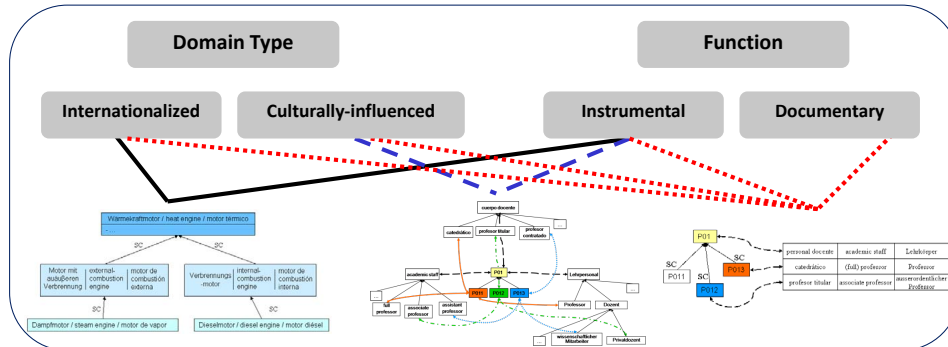 Domain Type
Function
Internationalized
Culturally-influenced
Instrumental
Documentary
Wärmekraftmotor / heat engine / motor térmico
- ...
SC
SC
Motor mit äußeren Verbrennung
external-combustion engine
motor de combustión externa
Verbrennungs-motor
internal-combustion engine
motor de combustión interna
SC
SC
Dampfmotor / steam engine / motor de vapor
Dieselmotor / diesel engine / motor diésel
cuerpo docente
...
catedrático
profesor titular
profesor contratado
academic staff
P01
Lehrpersonal
...
P011
P012
P013
...
full professor
associate professor
assistant professor
Professor
Dozent
...
wissenschaftlicher Mitarbeiter
Privatdozent
P01
SC
SC
SC
P011
P013
P012
personal docente
academic staff
Lehrkörper
catedrático
(full) professor
Professor
profesor titular
associate professor
ausserordentlicher Professor